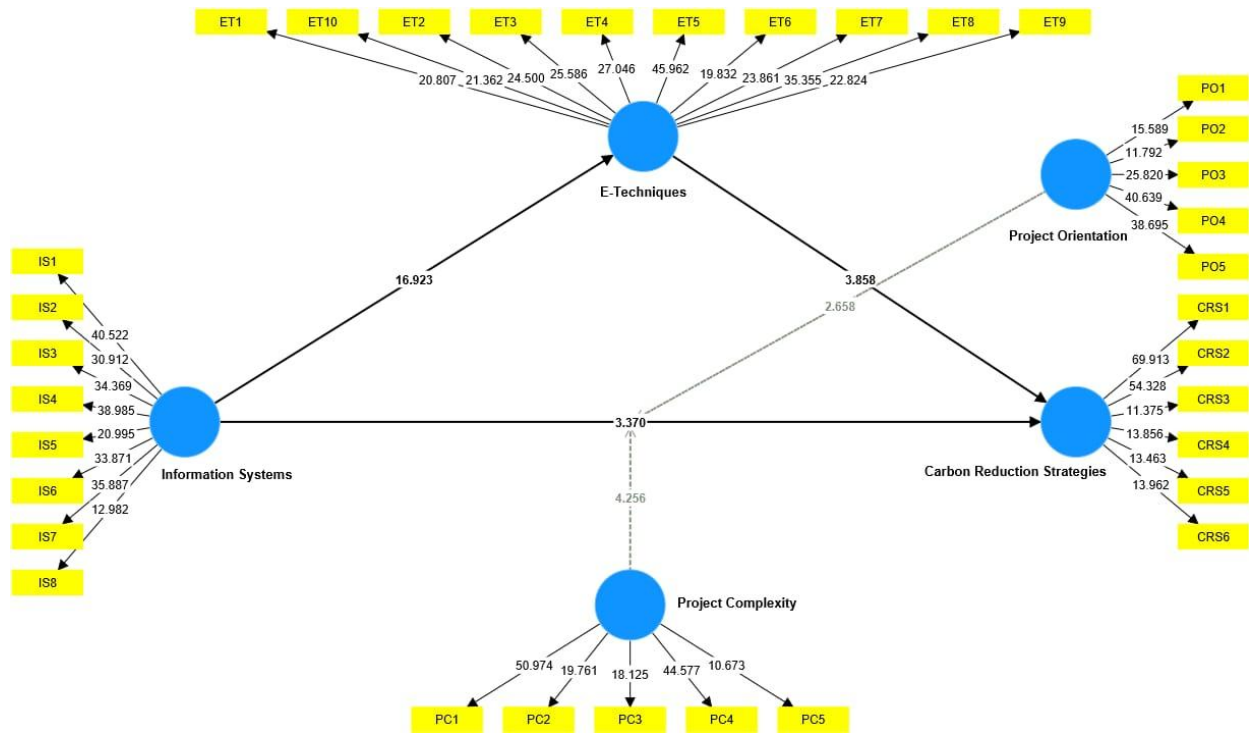 ET1 ET10 ET2 ET3 ET4 ET5 ET6 ET7 ET8 ET9
20.807 21.362 24.500 25.586 27.046 45.962 19.832 23.861 35.355 22.824
E-Techniques
PO1
PO2
PO3
PO4
PO5
15.589
11.792
25.820
40.639
38.695
Project Orientation
16.923
3.858
2.658
IS1
IS2
IS3
IS4
IS5
IS6
IS7
IS8
40.522
30.912
34.369
38.985
20.995
33.871
35.887
12.982
Information Systems
3.370
CRS1
CRS2
CRS3
CRS4
CRS5
CRS6
69.913
54.328
11.375
13.856
13.463
13.962
Carbon Reduction Strategies
4.256
Project Complexity
50.974 19.761 18.125 44.577 10.673
PC1 PC2 PC3 PC4 PC5